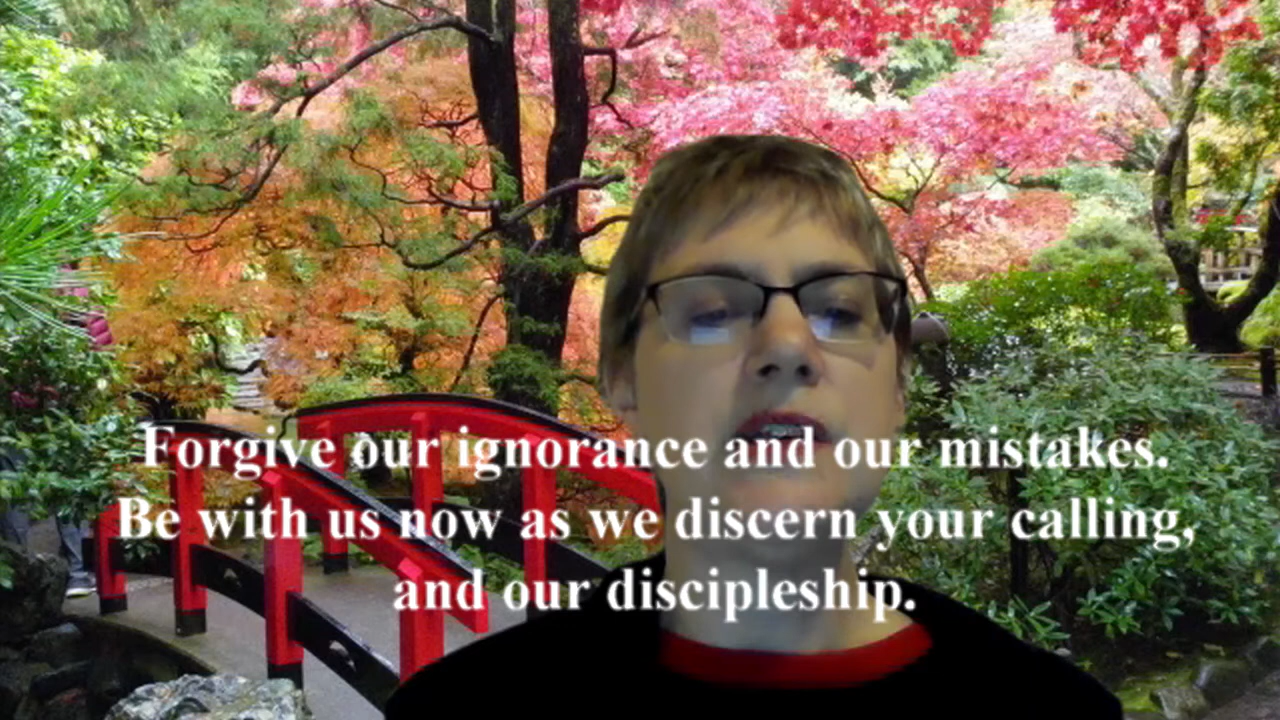 Forgive our ignorance and our mistakes.
Be with us now as we discern your calling,
and our discipleship.